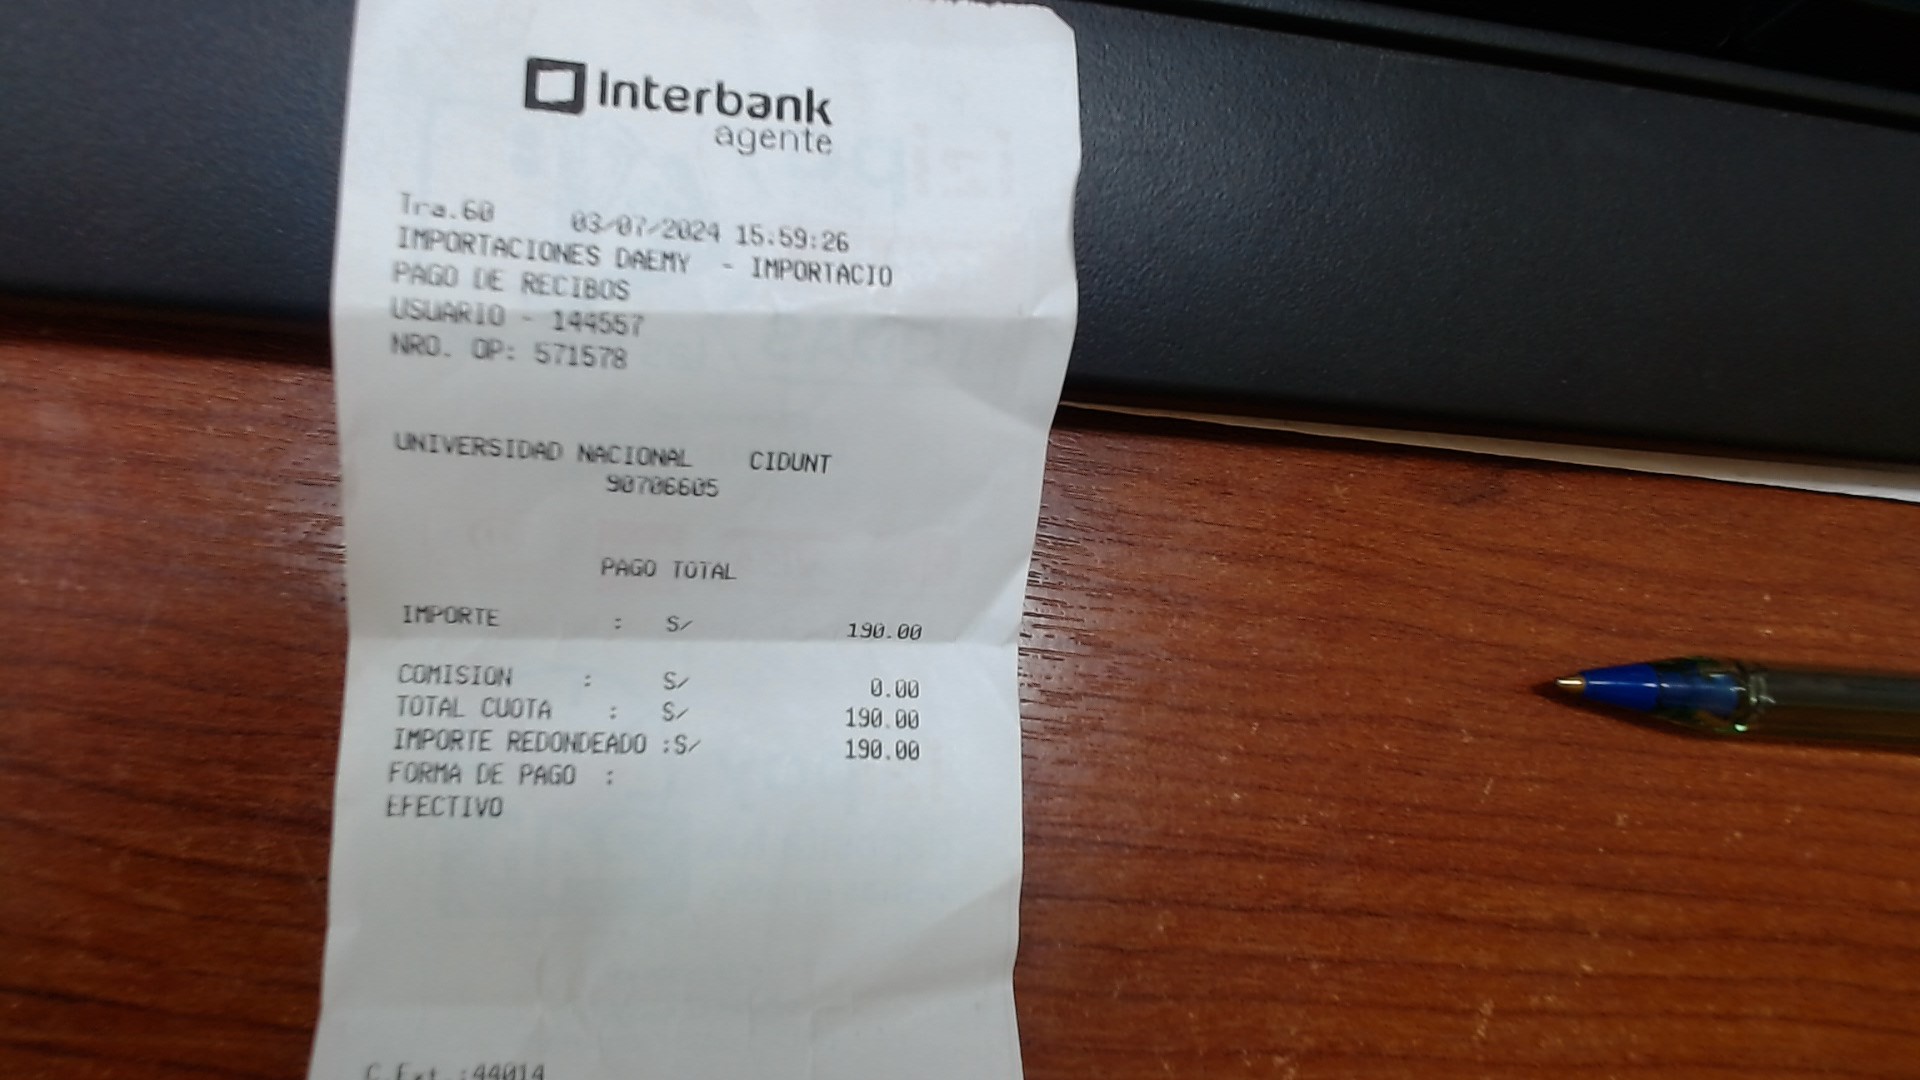 Interbank
agente
Tra.60 03/07/2024 15:59:26
IMPORTACIONES DAEMY - IMPORTACIO
PAGO DE RECIBOS
USUARIO - 144557
NRO. OP: 571578
UNIVERSIDAD NACIONAL CIDUNT
90706605
PAGO TOTAL
IMPORTE : S/ 190.00
COMISION : S/ 0.00
TOTAL CUOTA : S/ 190.00
IMPORTE REDONDEADO :S/ 190.00
FORMA DE PAGO :
EFECTIVO
C.Ext.:44014